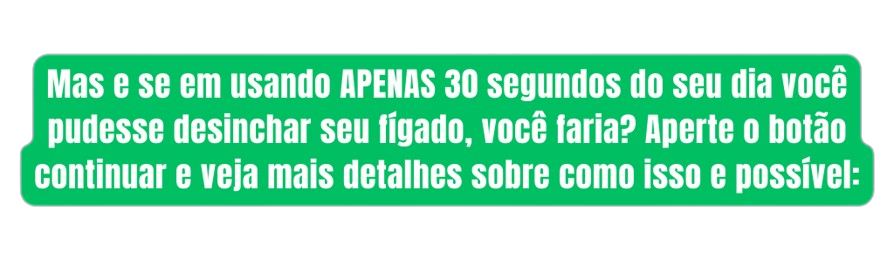 Mas e se em usando APENAS 30 segundos do seu dia você
pudesse desinchar seu fígado, você faria? Aperte o botão
continuar e veja mais detalhes sobre como isso e possível: